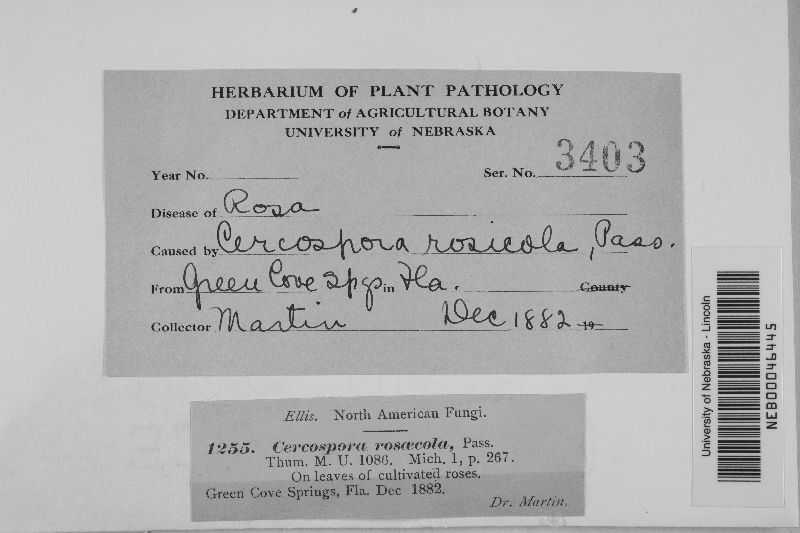 HERBARIUM OF PLANT PATHOLOGY
DEPARTMENT of AGRICULTURAL BOTANY
UNIVERSITY of NEBRASKA
Year No.
Ser. No. 3403
Disease of Rosa
Caused by Cercospora rosicola, Pass.
From Green Cove Spgs in Fla. County
Collector Martin Dec 1882 19
Ellis. North American Fungi.
1255. Cercospora rosæcola, Pass.
Thum. M. U. 1086. Mich. 1, p. 267.
On leaves of cultivated roses.
Green Cove Springs, Fla. Dec 1882.
Dr. Martin.
University of Nebraska - Lincoln
NEB00046445